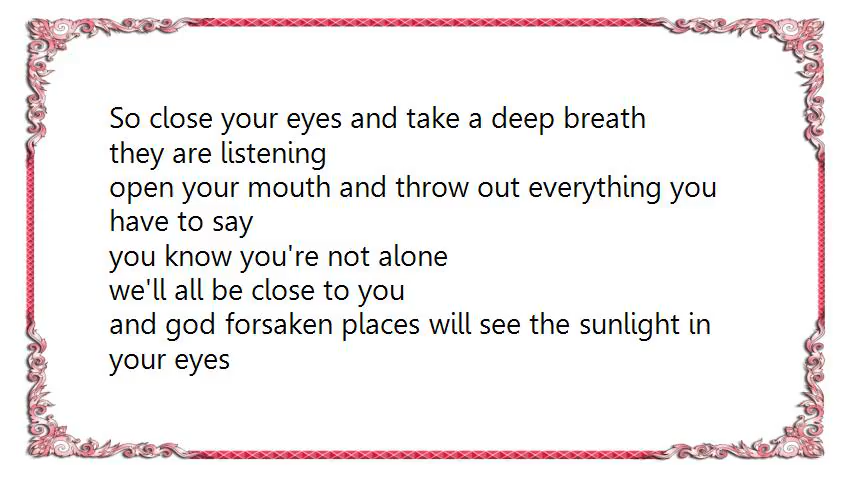 So close your eyes and take a deep breath
they are listening
open your mouth and throw out everything you
have to say
you know you're not alone
we'll all be close to you
and god forsaken places will see the sunlight in
your eyes